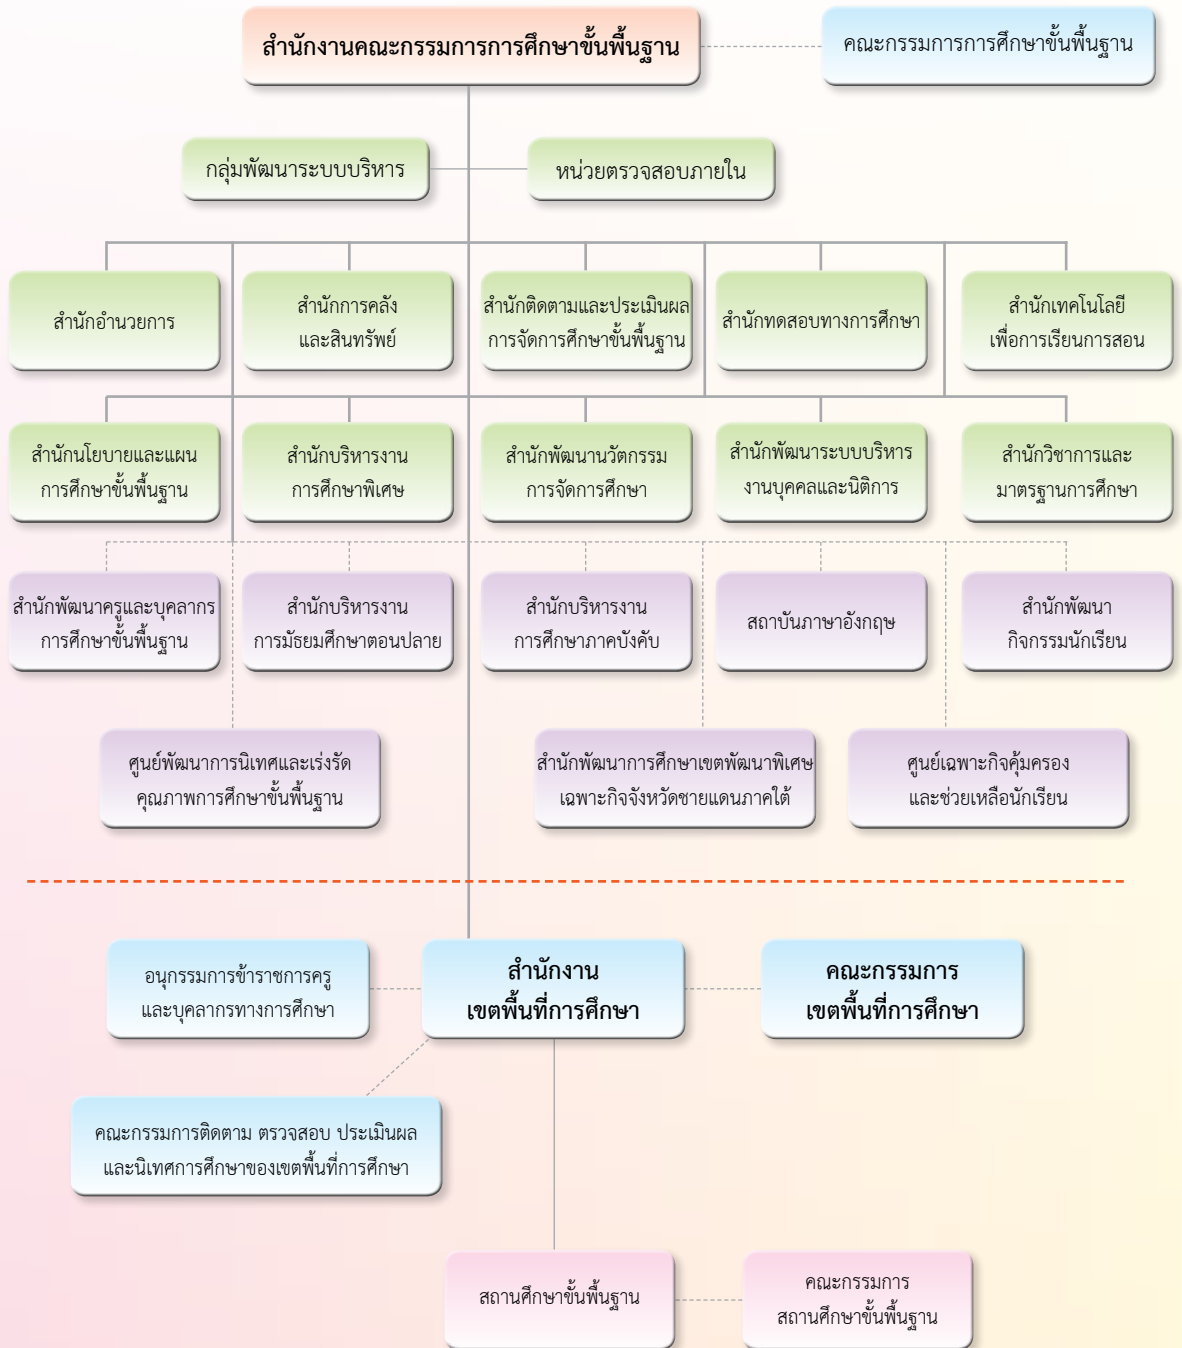 สำนักงานคณะกรรมการการศึกษาขั้นพื้นฐาน
คณะกรรมการการศึกษาขั้นพื้นฐาน
กลุ่มพัฒนาระบบบริหาร
หน่วยตรวจสอบภายใน
สำนักอำนวยการ
สำนักการคลัง
และสินทรัพย์
สำนักติดตามและประเมินผล
การจัดการศึกษาขั้นพื้นฐาน
สำนักทดสอบทางการศึกษา
สำนักเทคโนโลยี
เพื่อการเรียนการสอน
สำนักนโยบายและแผน
การศึกษาขั้นพื้นฐาน
สำนักบริหารงาน
การศึกษาพิเศษ
สำนักพัฒนานวัตกรรม
การจัดการศึกษา
สำนักพัฒนาระบบบริหาร
งานบุคคลและนิติการ
สำนักวิชาการและ
มาตรฐานการศึกษา
สำนักพัฒนาครูและบุคลากร
การศึกษาขั้นพื้นฐาน
สำนักบริหารงาน
การมัธยมศึกษาตอนปลาย
สำนักบริหารงาน
การศึกษาภาคบังคับ
สถาบันภาษาอังกฤษ
สำนักพัฒนา
กิจกรรมนักเรียน
ศูนย์พัฒนาการนิเทศและเร่งรัด
คุณภาพการศึกษาขั้นพื้นฐาน
สำนักพัฒนาการศึกษาเขตพัฒนาพิเศษ
เฉพาะกิจจังหวัดชายแดนภาคใต้
ศูนย์เฉพาะกิจคุ้มครอง
และช่วยเหลือนักเรียน
อนุกรรมการข้าราชการครู
และบุคลากรทางการศึกษา
สำนักงาน
เขตพื้นที่การศึกษา
คณะกรรมการ
เขตพื้นที่การศึกษา
คณะกรรมการติดตาม ตรวจสอบ ประเมินผล
และนิเทศการศึกษาของเขตพื้นที่การศึกษา
สถานศึกษาขั้นพื้นฐาน
คณะกรรมการ
สถานศึกษาขั้นพื้นฐาน